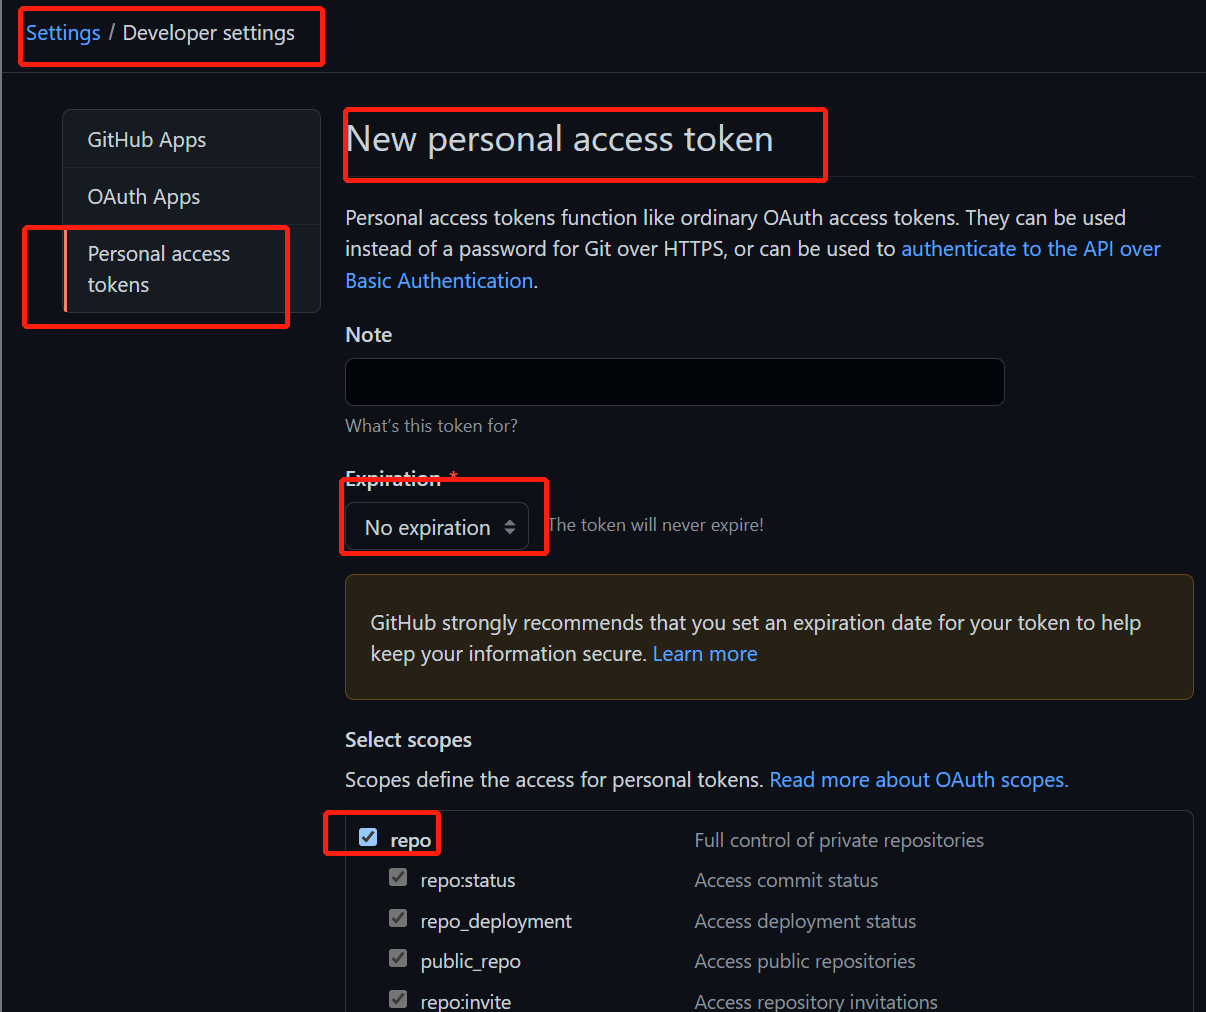 Settings / Developer settings
GitHub Apps
OAuth Apps
Personal access
tokens
New personal access token
Personal access tokens function like ordinary OAuth access tokens. They can be used
instead of a password for Git over HTTPS, or can be used to authenticate to the API over
Basic Authentication.
Note
What's this token for?
Expiration *
No expiration
The token will never expire!
GitHub strongly recommends that you set an expiration date for your token to help
keep your information secure. Learn more
Select scopes
Scopes define the access for personal tokens. Read more about OAuth scopes.
repo Full control of private repositories
repo:status Access commit status
repo_deployment Access deployment status
public_repo Access public repositories
repo:invite Access repository invitations